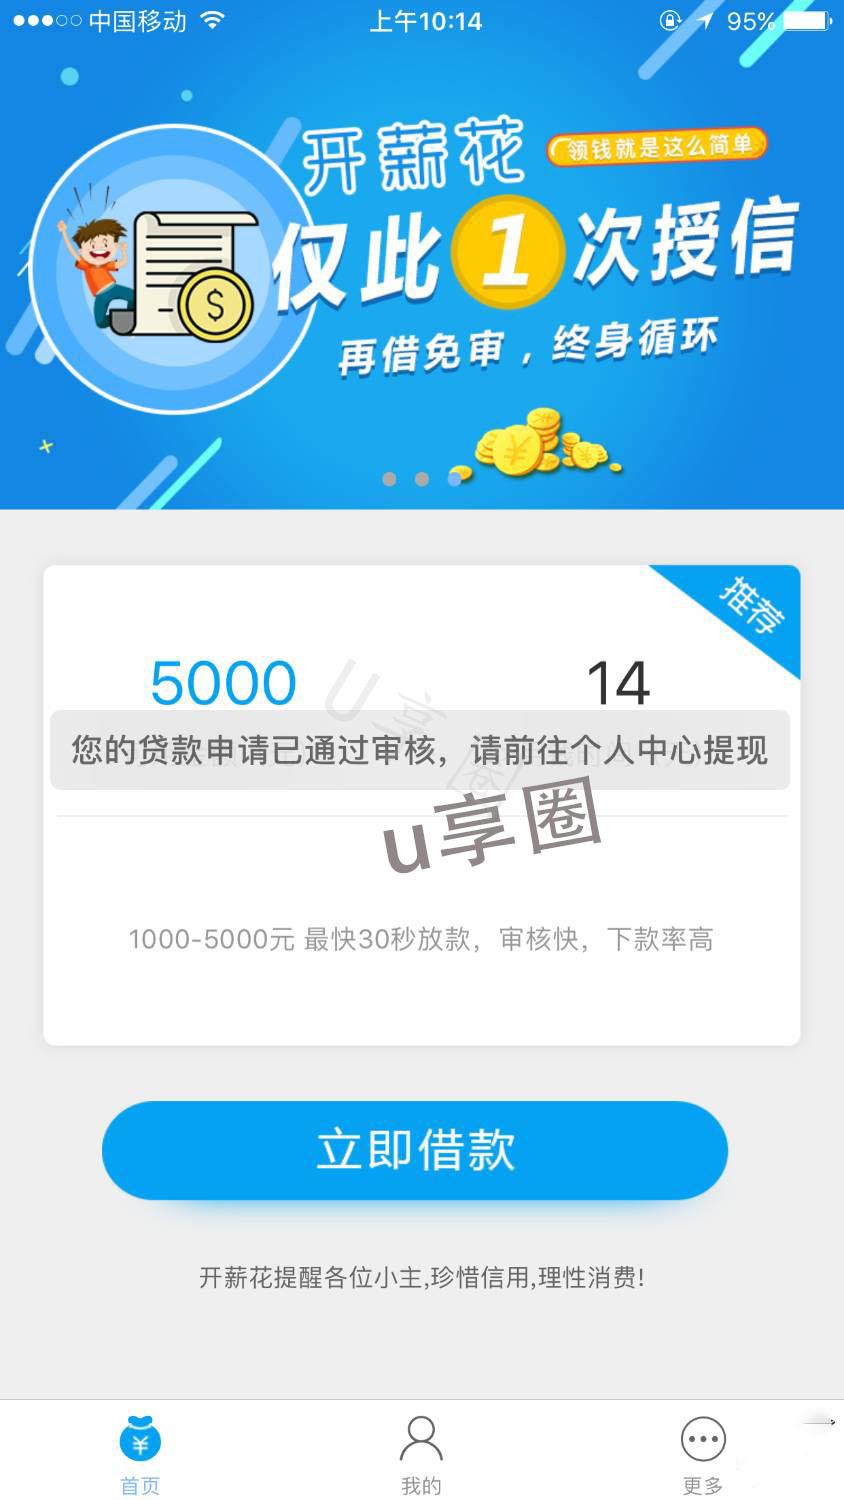 中国移动 上午10:14 95%
开薪花 领钱就是这么简单
仅此1次授信
再借免审，终身循环
推荐
5000 14
您的贷款申请已通过审核，请前往个人中心提现
U享圈
u享圈
1000-5000元 最快30秒放款，审核快，下款率高
立即借款
开薪花提醒各位小主,珍惜信用,理性消费!
首页 我的 更多